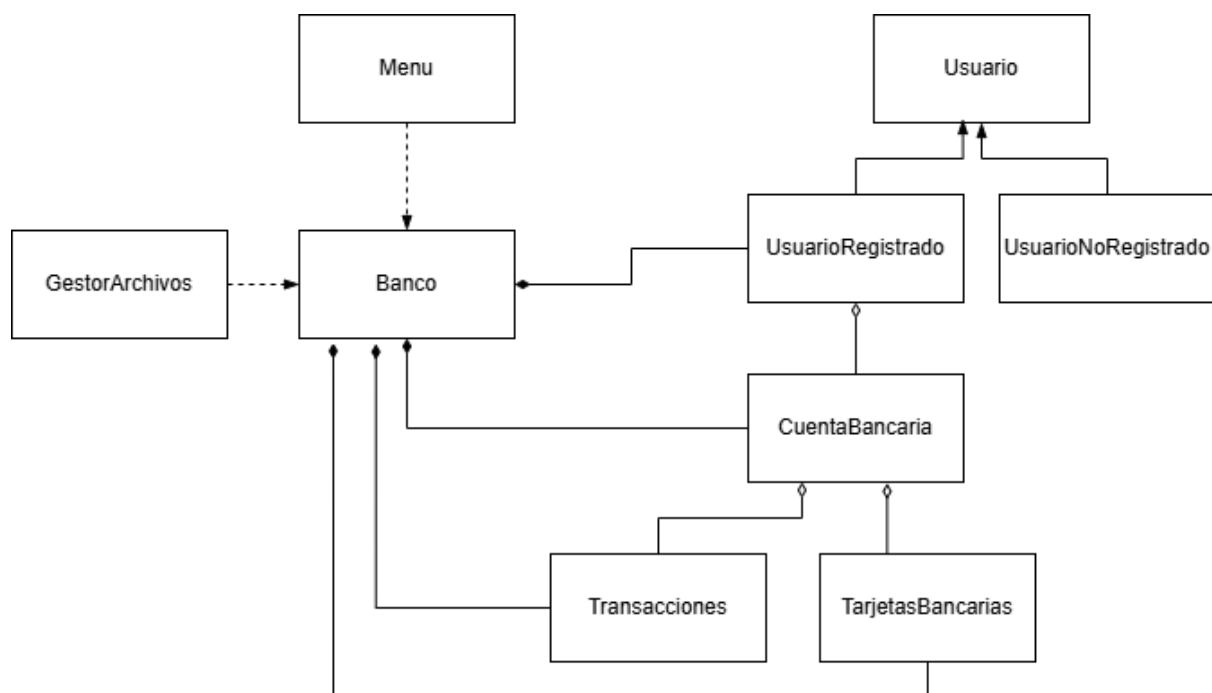 Menu
Usuario
UsuarioRegistrado
UsuarioNoRegistrado
GestorArchivos
Banco
CuentaBancaria
Transacciones
TarjetasBancarias